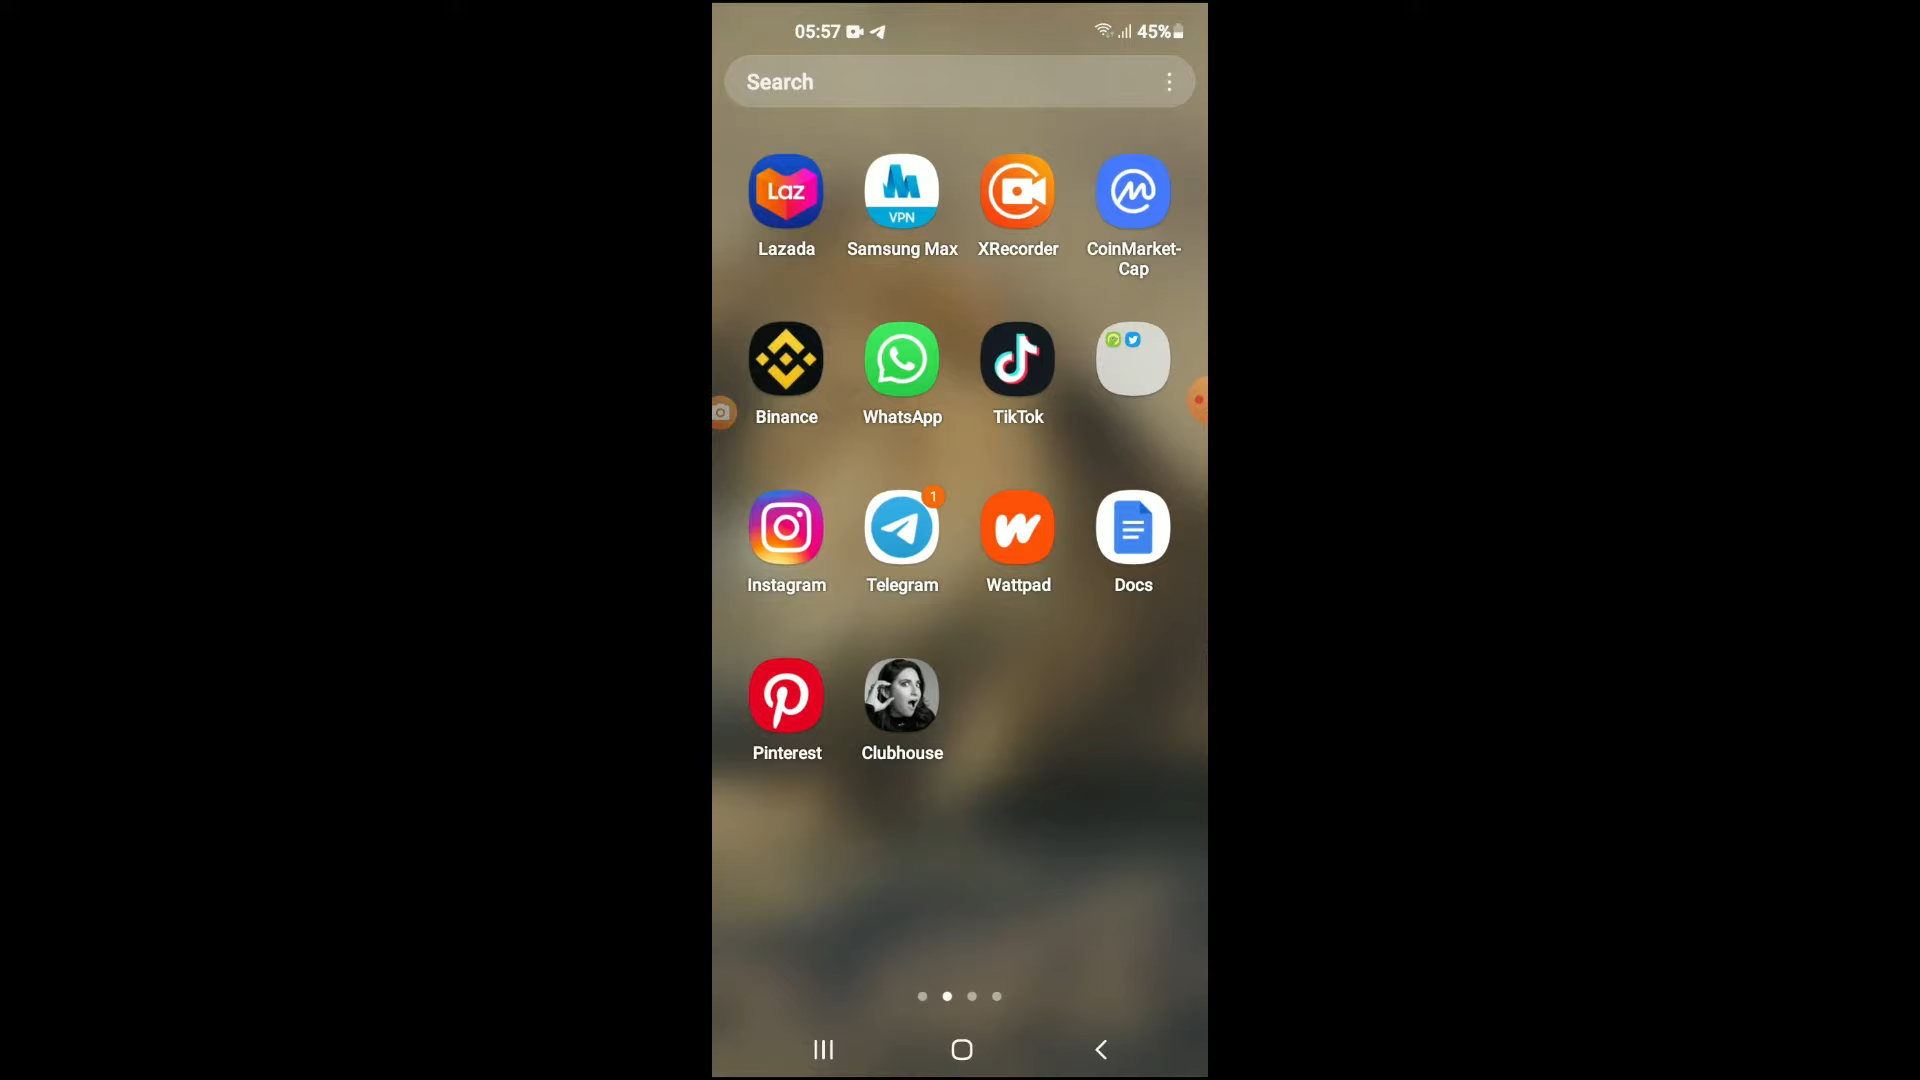 05:57 45%
Search
Laz
VPN
Lazada Samsung Max XRecorder CoinMarket-
Cap
Binance WhatsApp TikTok
1
Instagram Telegram Wattpad Docs
Pinterest Clubhouse